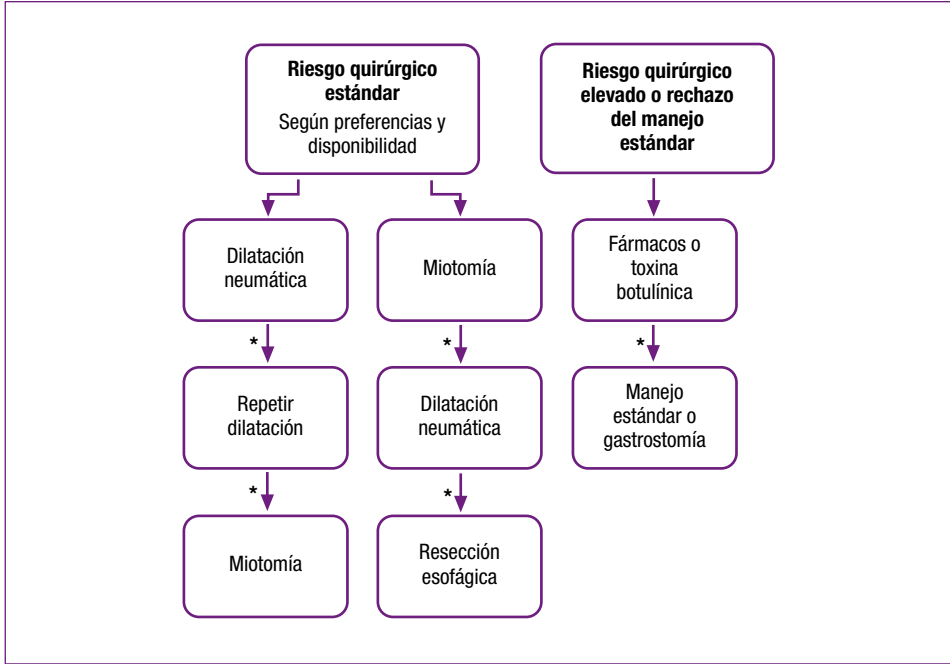 Riesgo quirúrgico
estándar
Según preferencias y
disponibilidad
Riesgo quirúrgico
elevado o rechazo
del manejo
estándar
Dilatación
neumática
Miotomía
Fármacos o
toxina
botulínica
*
*
*
Repetir
dilatación
Dilatación
neumática
Manejo
estándar o
gastrostomía
*
*
Miotomía
Resección
esofágica